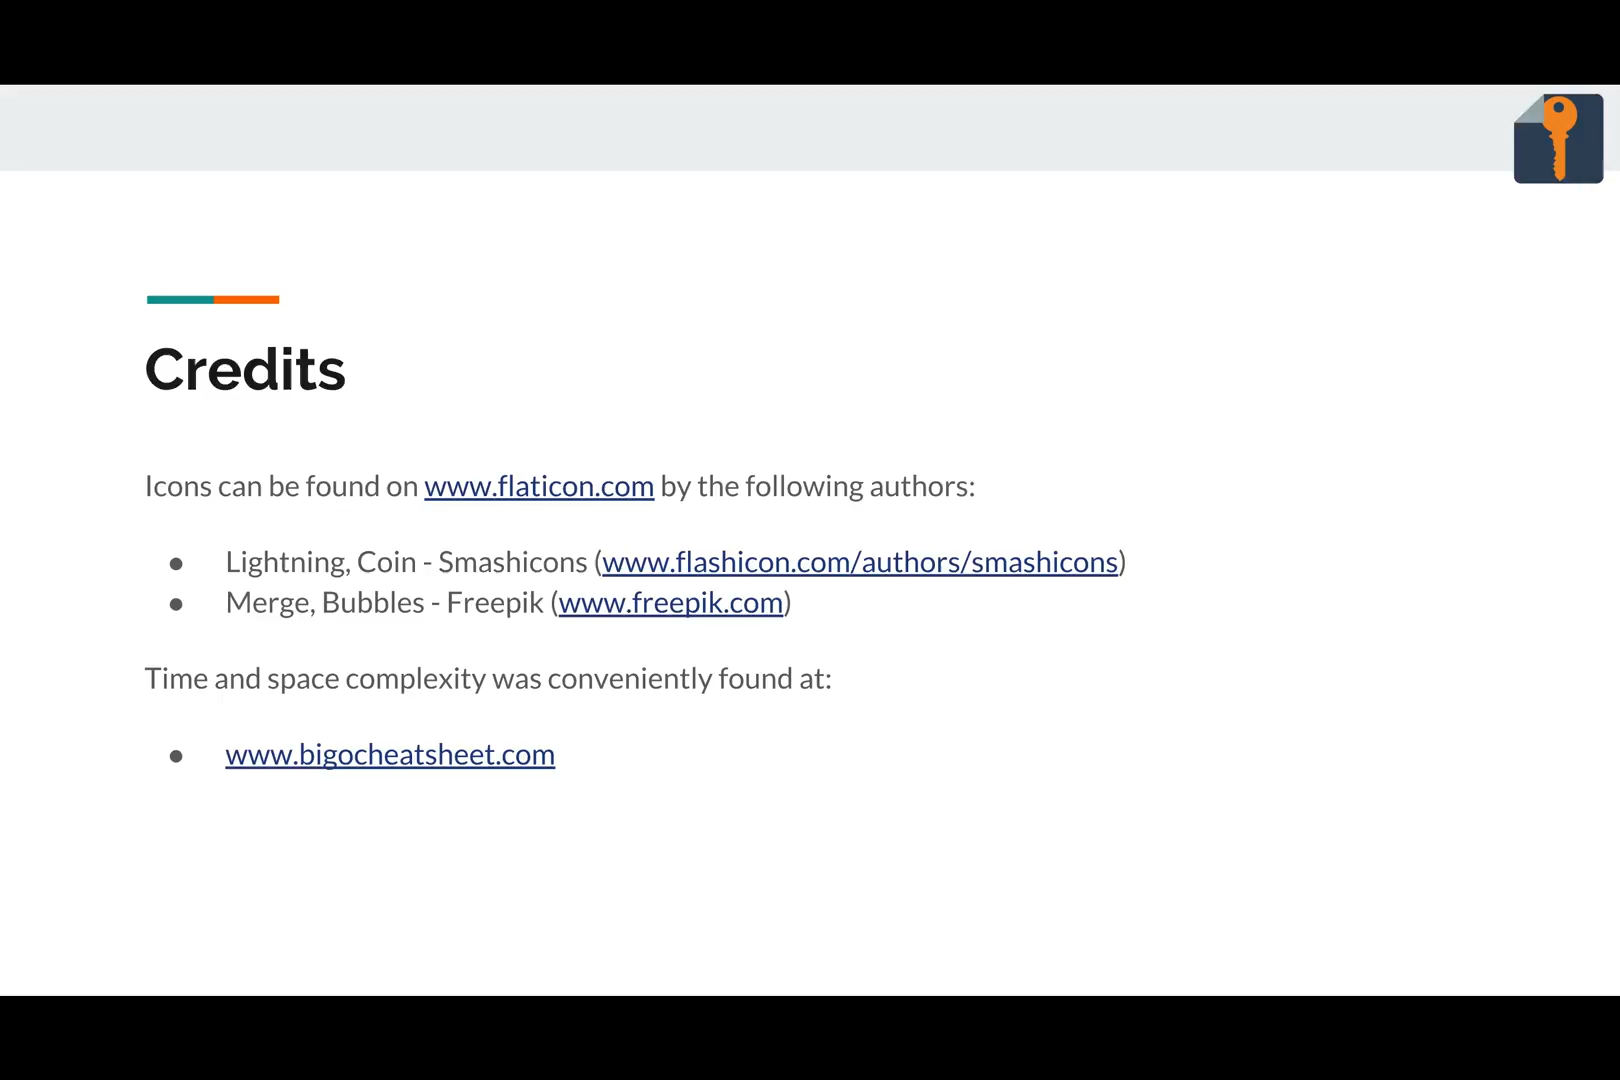 Credits
Icons can be found on www.flaticon.com by the following authors:
● Lightning, Coin - Smashicons (www.flashicon.com/authors/smashicons)
● Merge, Bubbles - Freepik (www.freepik.com)
Time and space complexity was conveniently found at:
● www.bigocheatsheet.com